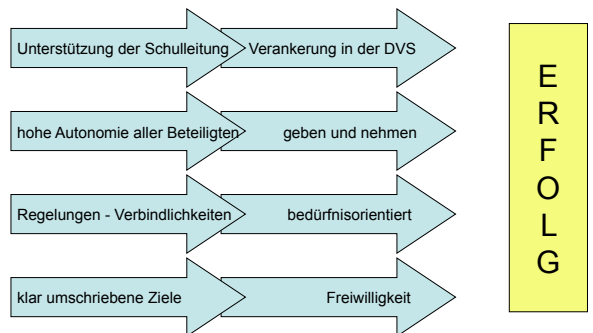 Unterstützung der Schulleitung
Verankerung in der DVS
hohe Autonomie aller Beteiligten
geben und nehmen
Regelungen - Verbindlichkeiten
bedürfnisorientiert
klar umschriebene Ziele
Freiwilligkeit
E
R
F
O
L
G